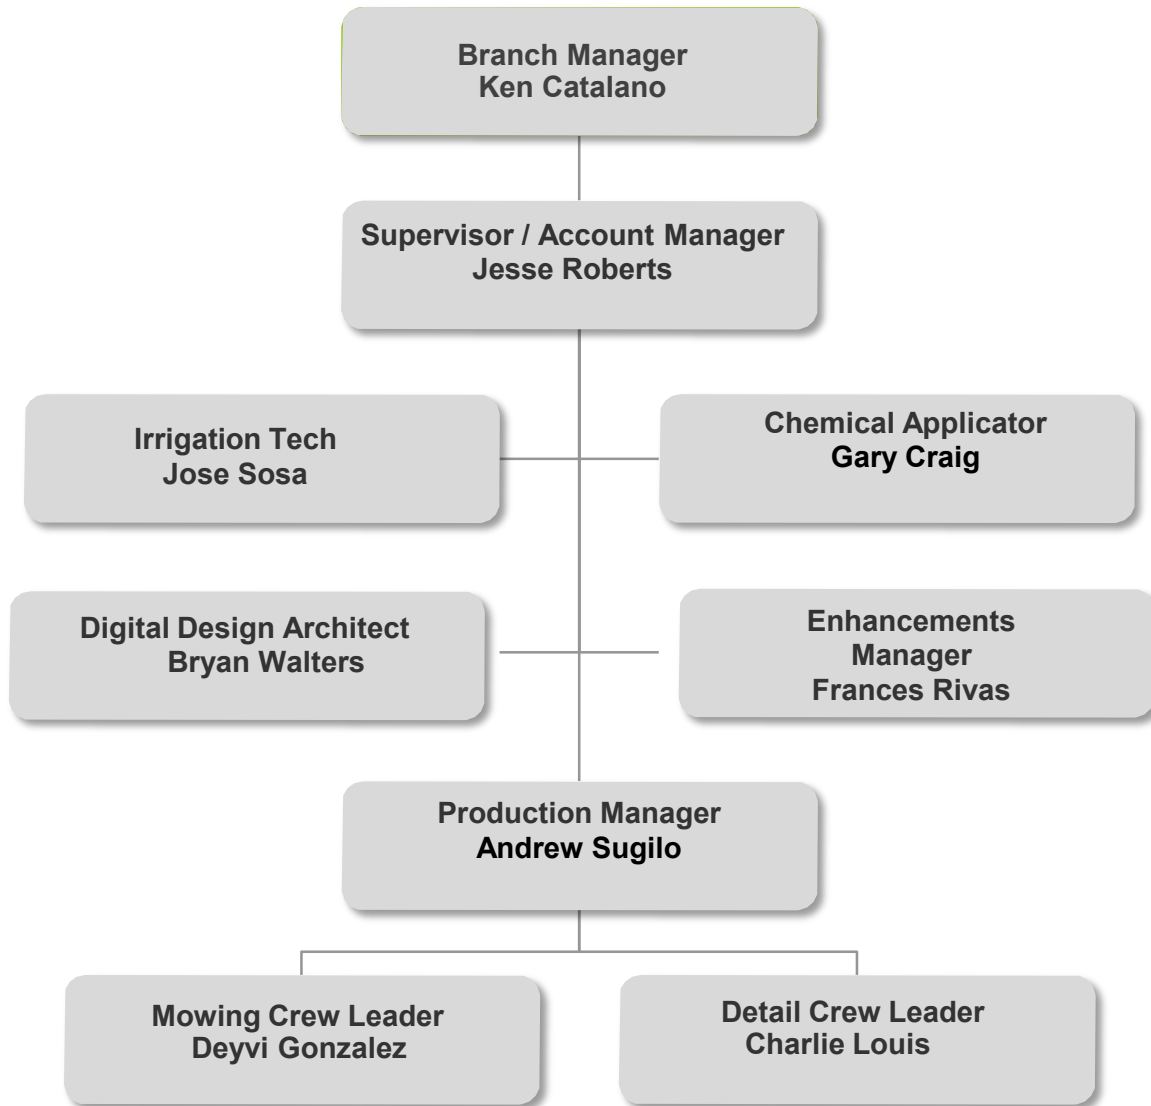 Branch Manager
Ken Catalano
Supervisor / Account Manager
Jesse Roberts
Irrigation Tech
Jose Sosa
Chemical Applicator
Gary Craig
Digital Design Architect
Bryan Walters
Enhancements
Manager
Frances Rivas
Production Manager
Andrew Sugilo
Mowing Crew Leader
Deyvi Gonzalez
Detail Crew Leader
Charlie Louis